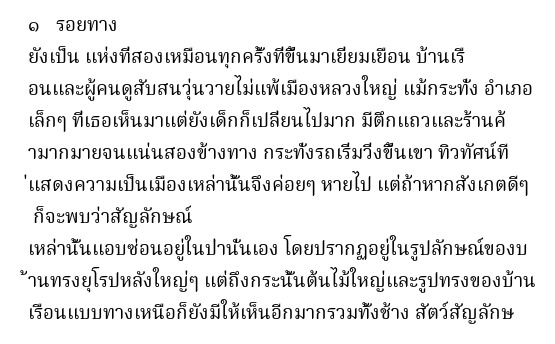 ๑   รอยทาง
ยังเป็น แห่งที่สองเหมือนทุกครั้งที่ขึ้นมาเยี่ยมเยือน บ้านเรื
อนและผู้คนดูสับสนวุ่นวายไม่แพ้เมืองหลวงใหญ่ แม้กระทั่ง อำเภอ
เล็กๆ ที่เธอเห็นมาแต่ยังเด็กก็เปลี่ยนไปมาก มีตึกแถวและร้านค้
ามากมายจนแน่นสองข้างทาง กระทั่งรถเริ่มวิ่งขึ้นเขา ทิวทัศน์ที
่แสดงความเป็นเมืองเหล่านั้นจึงค่อยๆ หายไป แต่ถ้าหากสังเกตดีๆ
 ก็จะพบว่าสัญลักษณ์
เหล่านั้นแอบซ่อนอยู่ในป่านั่นเอง โดยปรากฏอยู่ในรูปลักษณ์ของบ
้านทรงยุโรปหลังใหญ่ๆ แต่ถึงกระนั้นต้นไม้ใหญ่และรูปทรงของบ้าน
เรือนแบบทางเหนือก็ยังมีให้เห็นอีกมากรวมทั้งช้าง สัตว์สัญลักษ